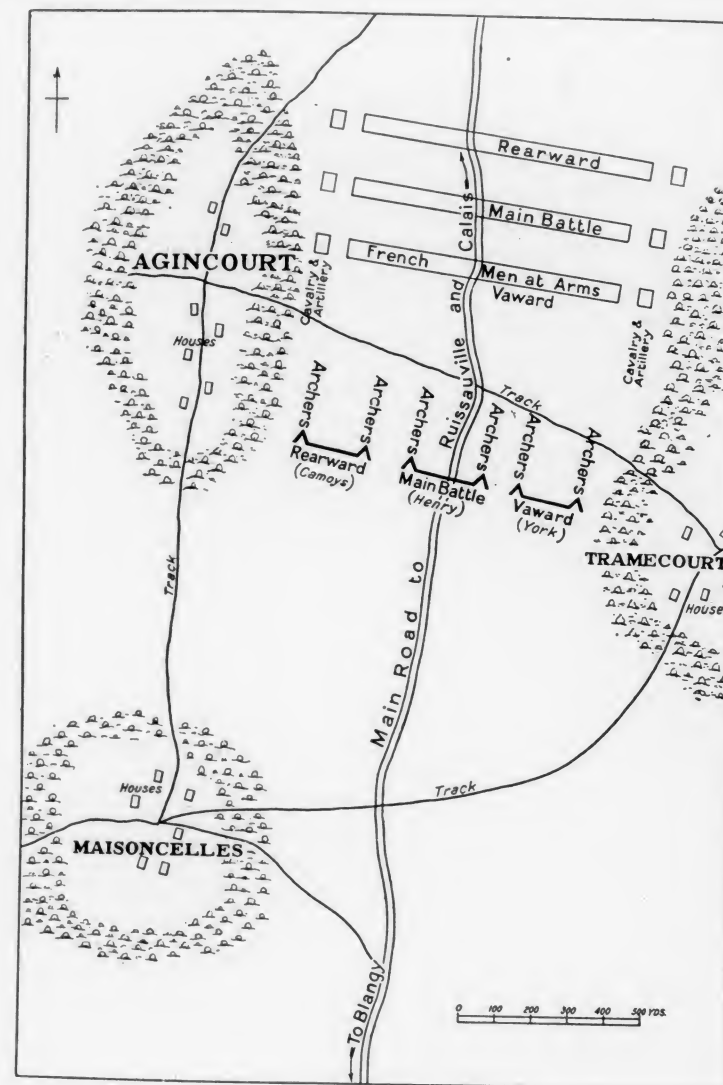 Rearward
Main Battle
French Men at Arms
Vaward
Calais
and
Ruissauville
Main Road to
AGINCOURT
Houses
Cavalry &
Artillery
Cavalry &
Artillery
Track
Archers
Archers
Archers
Archers
Archers
Archers
Rearward
(Camoys)
Main Battle
(Henry)
Vaward
(York)
TRAMECOURT
House
Track
Track
Houses
MAISONCELLES
To Blangy
0 100 200 300 400 500 YDS.